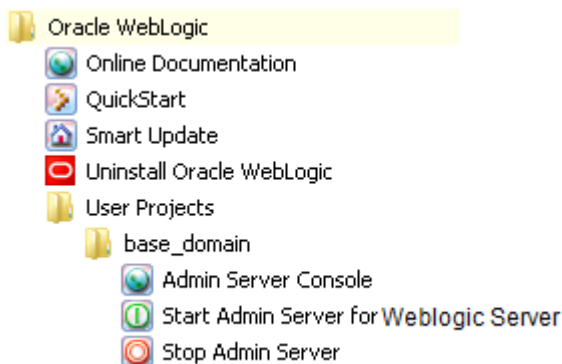 Oracle WebLogic
Online Documentation
QuickStart
Smart Update
Uninstall Oracle WebLogic
User Projects
base_domain
Admin Server Console
Start Admin Server for Weblogic Server
Stop Admin Server